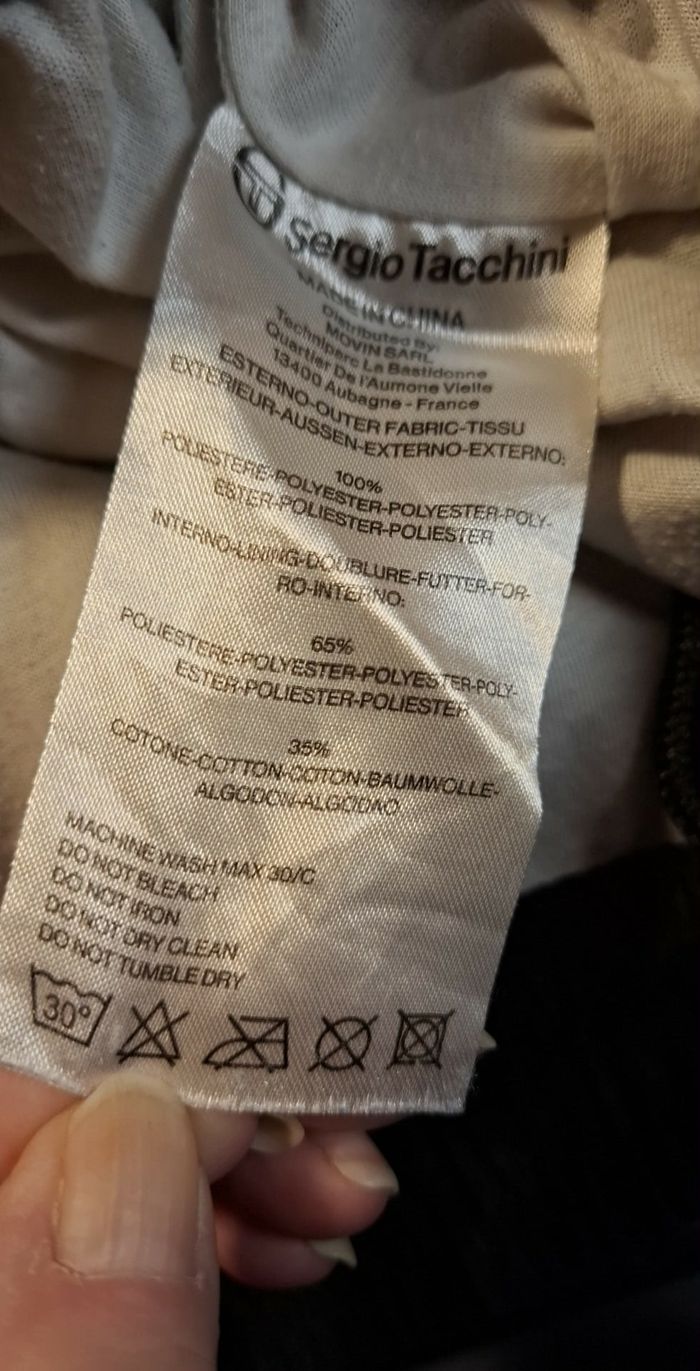 Sergio Tacchini
MADE IN CHINA
Distributed By:
MOVIN SARL
Techniparc La Bastidonne
Quartier De l'Aumone Vielle
13400 Aubagne - France
ESTERNO-OUTER FABRIC-TISSU
EXTERIEUR-AUSSEN-EXTERNO-EXTERNO:
100%
POLIESTERE-POLYESTER-POLYESTER-POLY-
ESTER-POLIESTER-POLIESTER
INTERNO-LINING-DOUBLURE-FUTTER-FOR-
RO-INTERNO:
65%
POLIESTERE-POLYESTER-POLYESTER-POLY-
ESTER-POLIESTER-POLIESTER
35%
COTONE-COTTON-COTON-BAUMWOLLE-
ALGODON-ALGODAO
MACHINE WASH MAX 30/C
DO NOT BLEACH
DO NOT IRON
DO NOT DRY CLEAN
DO NOT TUMBLE DRY
30°